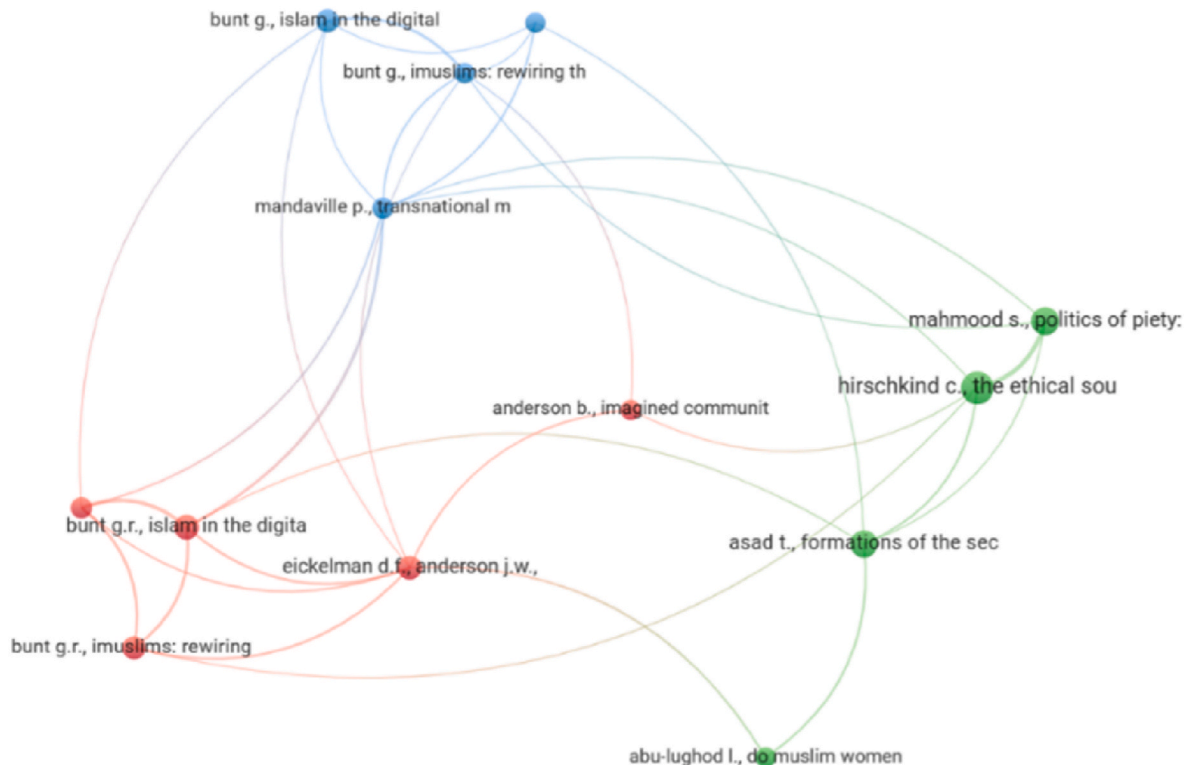 bunt g., islam in the digital
bunt g., imuslims: rewiring th
mandaville p., transnational m
mahmood s., politics of piety:
hirschkind c., the ethical sou
anderson b., imagined communit
bunt g.r., islam in the digita
asad t., formations of the sec
eickelman d.f., anderson j.w.,
bunt g.r., imuslims: rewiring
abu-lughod l., do muslim women